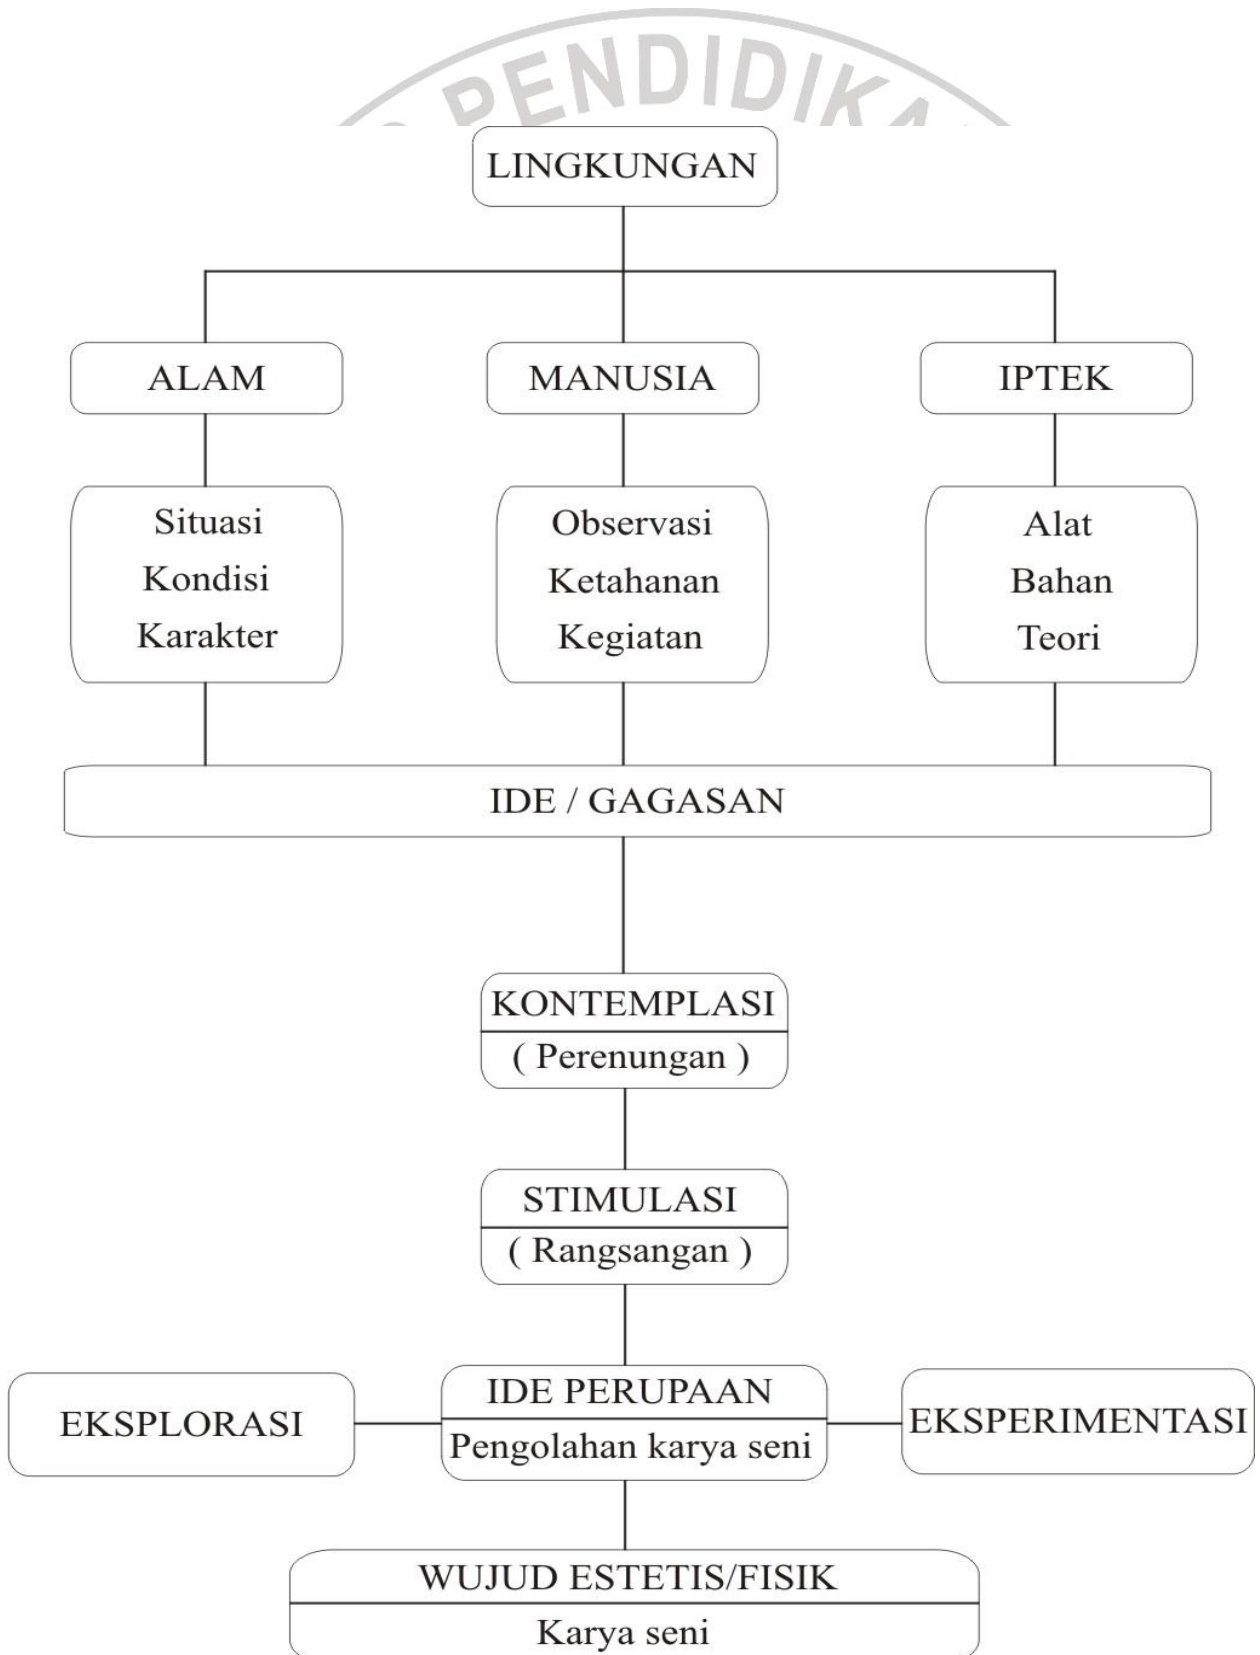 PENDIDIKA
LINGKUNGAN
ALAM
MANUSIA
IPTEK
Situasi
Kondisi
Karakter
Observasi
Ketahanan
Kegiatan
Alat
Bahan
Teori
IDE / GAGASAN
KONTEMPLASI
( Perenungan )
STIMULASI
( Rangsangan )
EKSPLORASI
IDE PERUPAAN
Pengolahan karya seni
EKSPERIMENTASI
WUJUD ESTETIS/FISIK
Karya seni